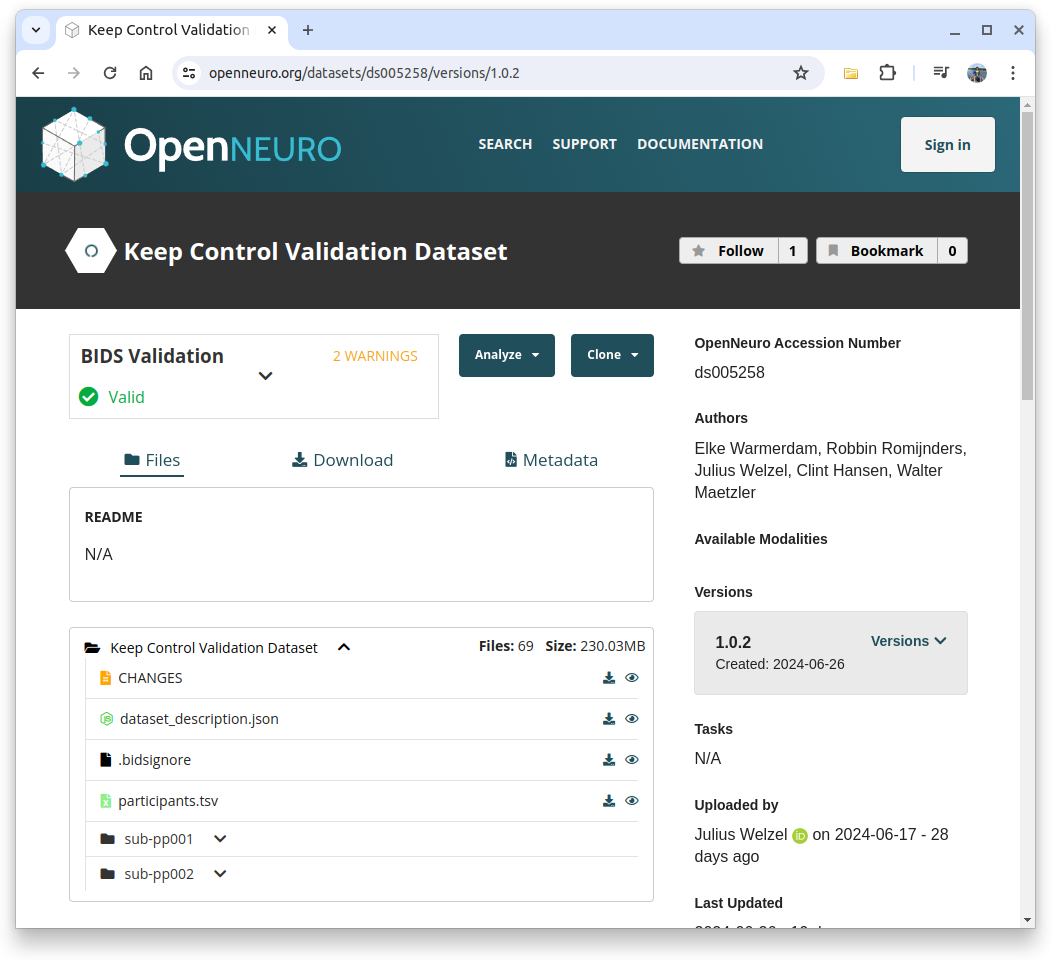 Keep Control Validation
openneuro.org/datasets/ds005258/versions/1.0.2
OpenNEURO
SEARCH SUPPORT DOCUMENTATION
Sign in
Keep Control Validation Dataset
Follow 1 Bookmark 0
BIDS Validation 2 WARNINGS
Valid
Analyze
Clone
Files Download Metadata
README
N/A
Keep Control Validation Dataset Files: 69 Size: 230.03MB
CHANGES
dataset_description.json
.bidsignore
participants.tsv
sub-pp001
sub-pp002
OpenNeuro Accession Number
ds005258
Authors
Elke Warmerdam, Robbin Romijnders,
Julius Welzel, Clint Hansen, Walter
Maetzler
Available Modalities
Versions
1.0.2 Versions
Created: 2024-06-26
Tasks
N/A
Uploaded by
Julius Welzel iD on 2024-06-17 - 28
days ago
Last Updated